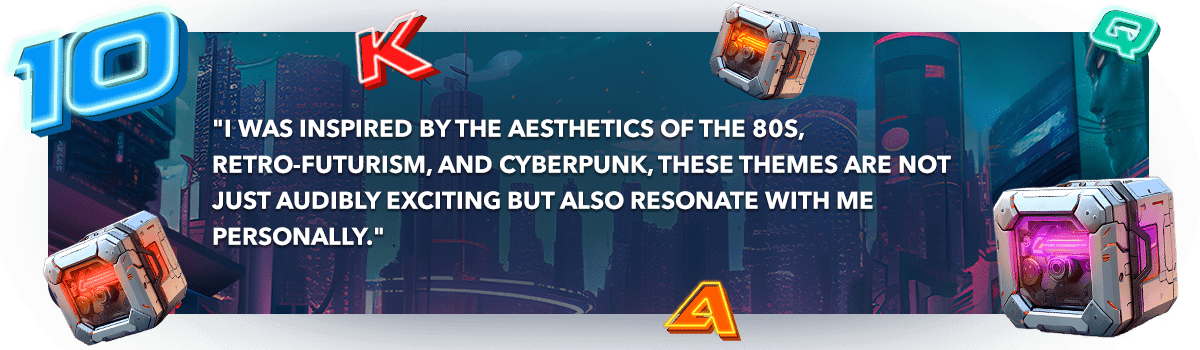 10
K
Q
"I WAS INSPIRED BY THE AESTHETICS OF THE 80S,
RETRO-FUTURISM, AND CYBERPUNK, THESE THEMES ARE NOT
JUST AUDIBLY EXCITING BUT ALSO RESONATE WITH ME
PERSONALLY."
A